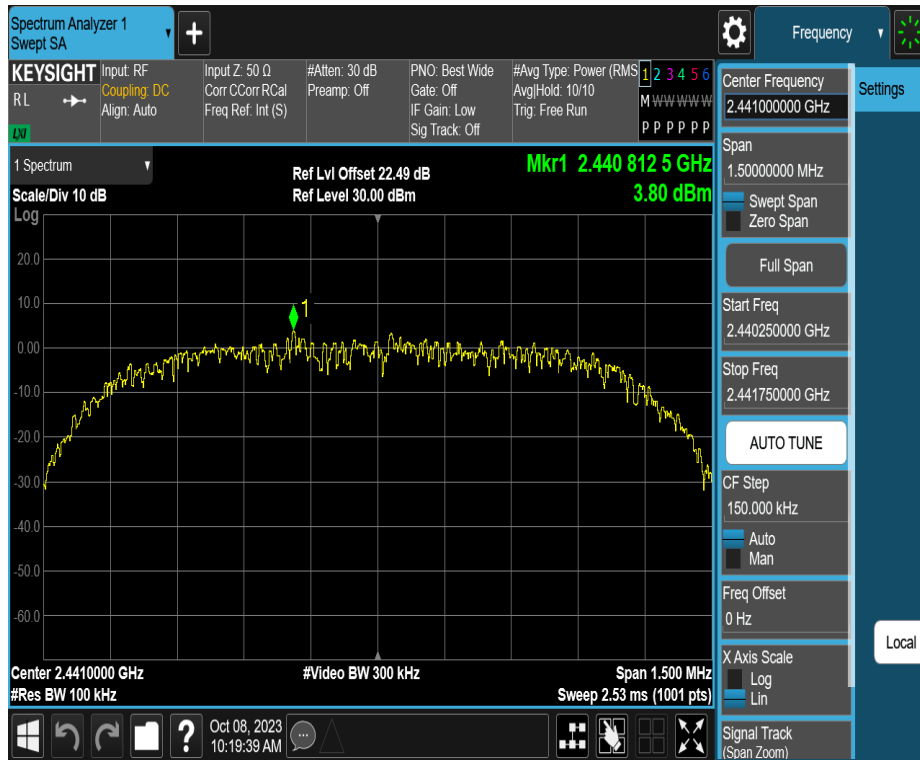 Spectrum Analyzer 1
Swept SA
+
Frequency
KEYSIGHT
R L
LXI
Input: RF
Coupling: DC
Align: Auto
Input Z: 50 Ω
Corr CCorr RCal
Freq Ref: Int (S)
#Atten: 30 dB
Preamp: Off
PNO: Best Wide
Gate: Off
IF Gain: Low
Sig Track: Off
#Avg Type: Power (RMS
Avg|Hold: 10/10
Trig: Free Run
1 2 3 4 5 6
M W W W W W
P P P P P P
Center Frequency
2.441000000 GHz
Settings
Span
1.50000000 MHz
Swept Span
Zero Span
Full Span
Start Freq
2.440250000 GHz
Stop Freq
2.441750000 GHz
AUTO TUNE
CF Step
150.000 kHz
Auto
Man
Freq Offset
0 Hz
X Axis Scale
Log
Lin
Signal Track
(Span Zoom)
Local
1 Spectrum
Scale/Div 10 dB
Log
Ref Lvl Offset 22.49 dB
Ref Level 30.00 dBm
Mkr1 2.440 812 5 GHz
3.80 dBm
20.0
10.0
1
0.00
-10.0
-20.0
-30.0
-40.0
-50.0
-60.0
Center 2.4410000 GHz
#Video BW 300 kHz
Span 1.500 MHz
#Res BW 100 kHz
Sweep 2.53 ms (1001 pts)
?
Oct 08, 2023
10:19:39 AM